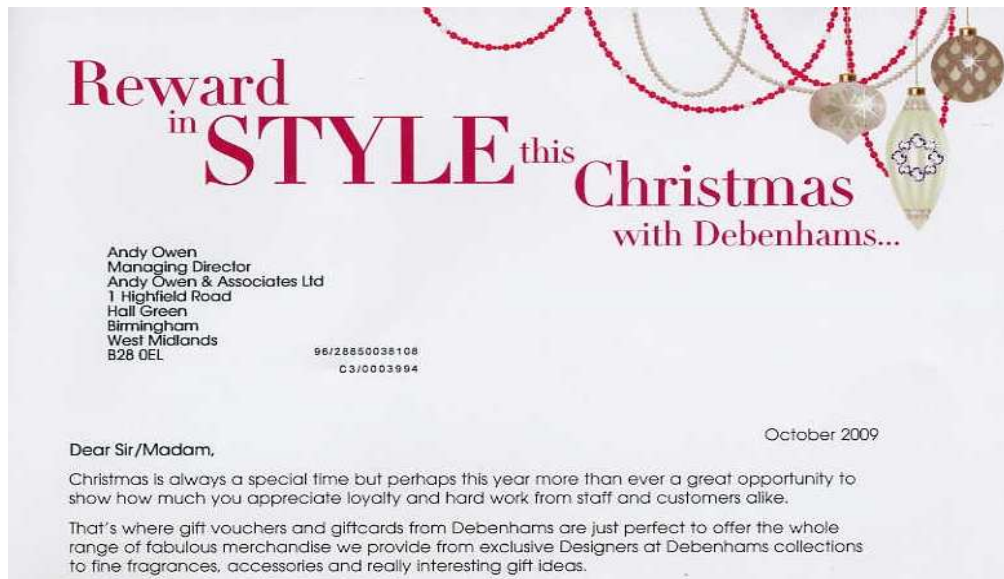 Reward
in STYLE this
Christmas
with Debenhams...
Andy Owen
Managing Director
Andy Owen & Associates Ltd
1 Highfield Road
Hall Green
Birmingham
West Midlands
B28 0EL
96/28850038108
C3/0003994
October 2009
Dear Sir/Madam,
Christmas is always a special time but perhaps this year more than ever a great opportunity to
show how much you appreciate loyalty and hard work from staff and customers alike.
That's where gift vouchers and giftcards from Debenhams are just perfect to offer the whole
range of fabulous merchandise we provide from exclusive Designers at Debenhams collections
to fine fragrances, accessories and really interesting gift ideas.